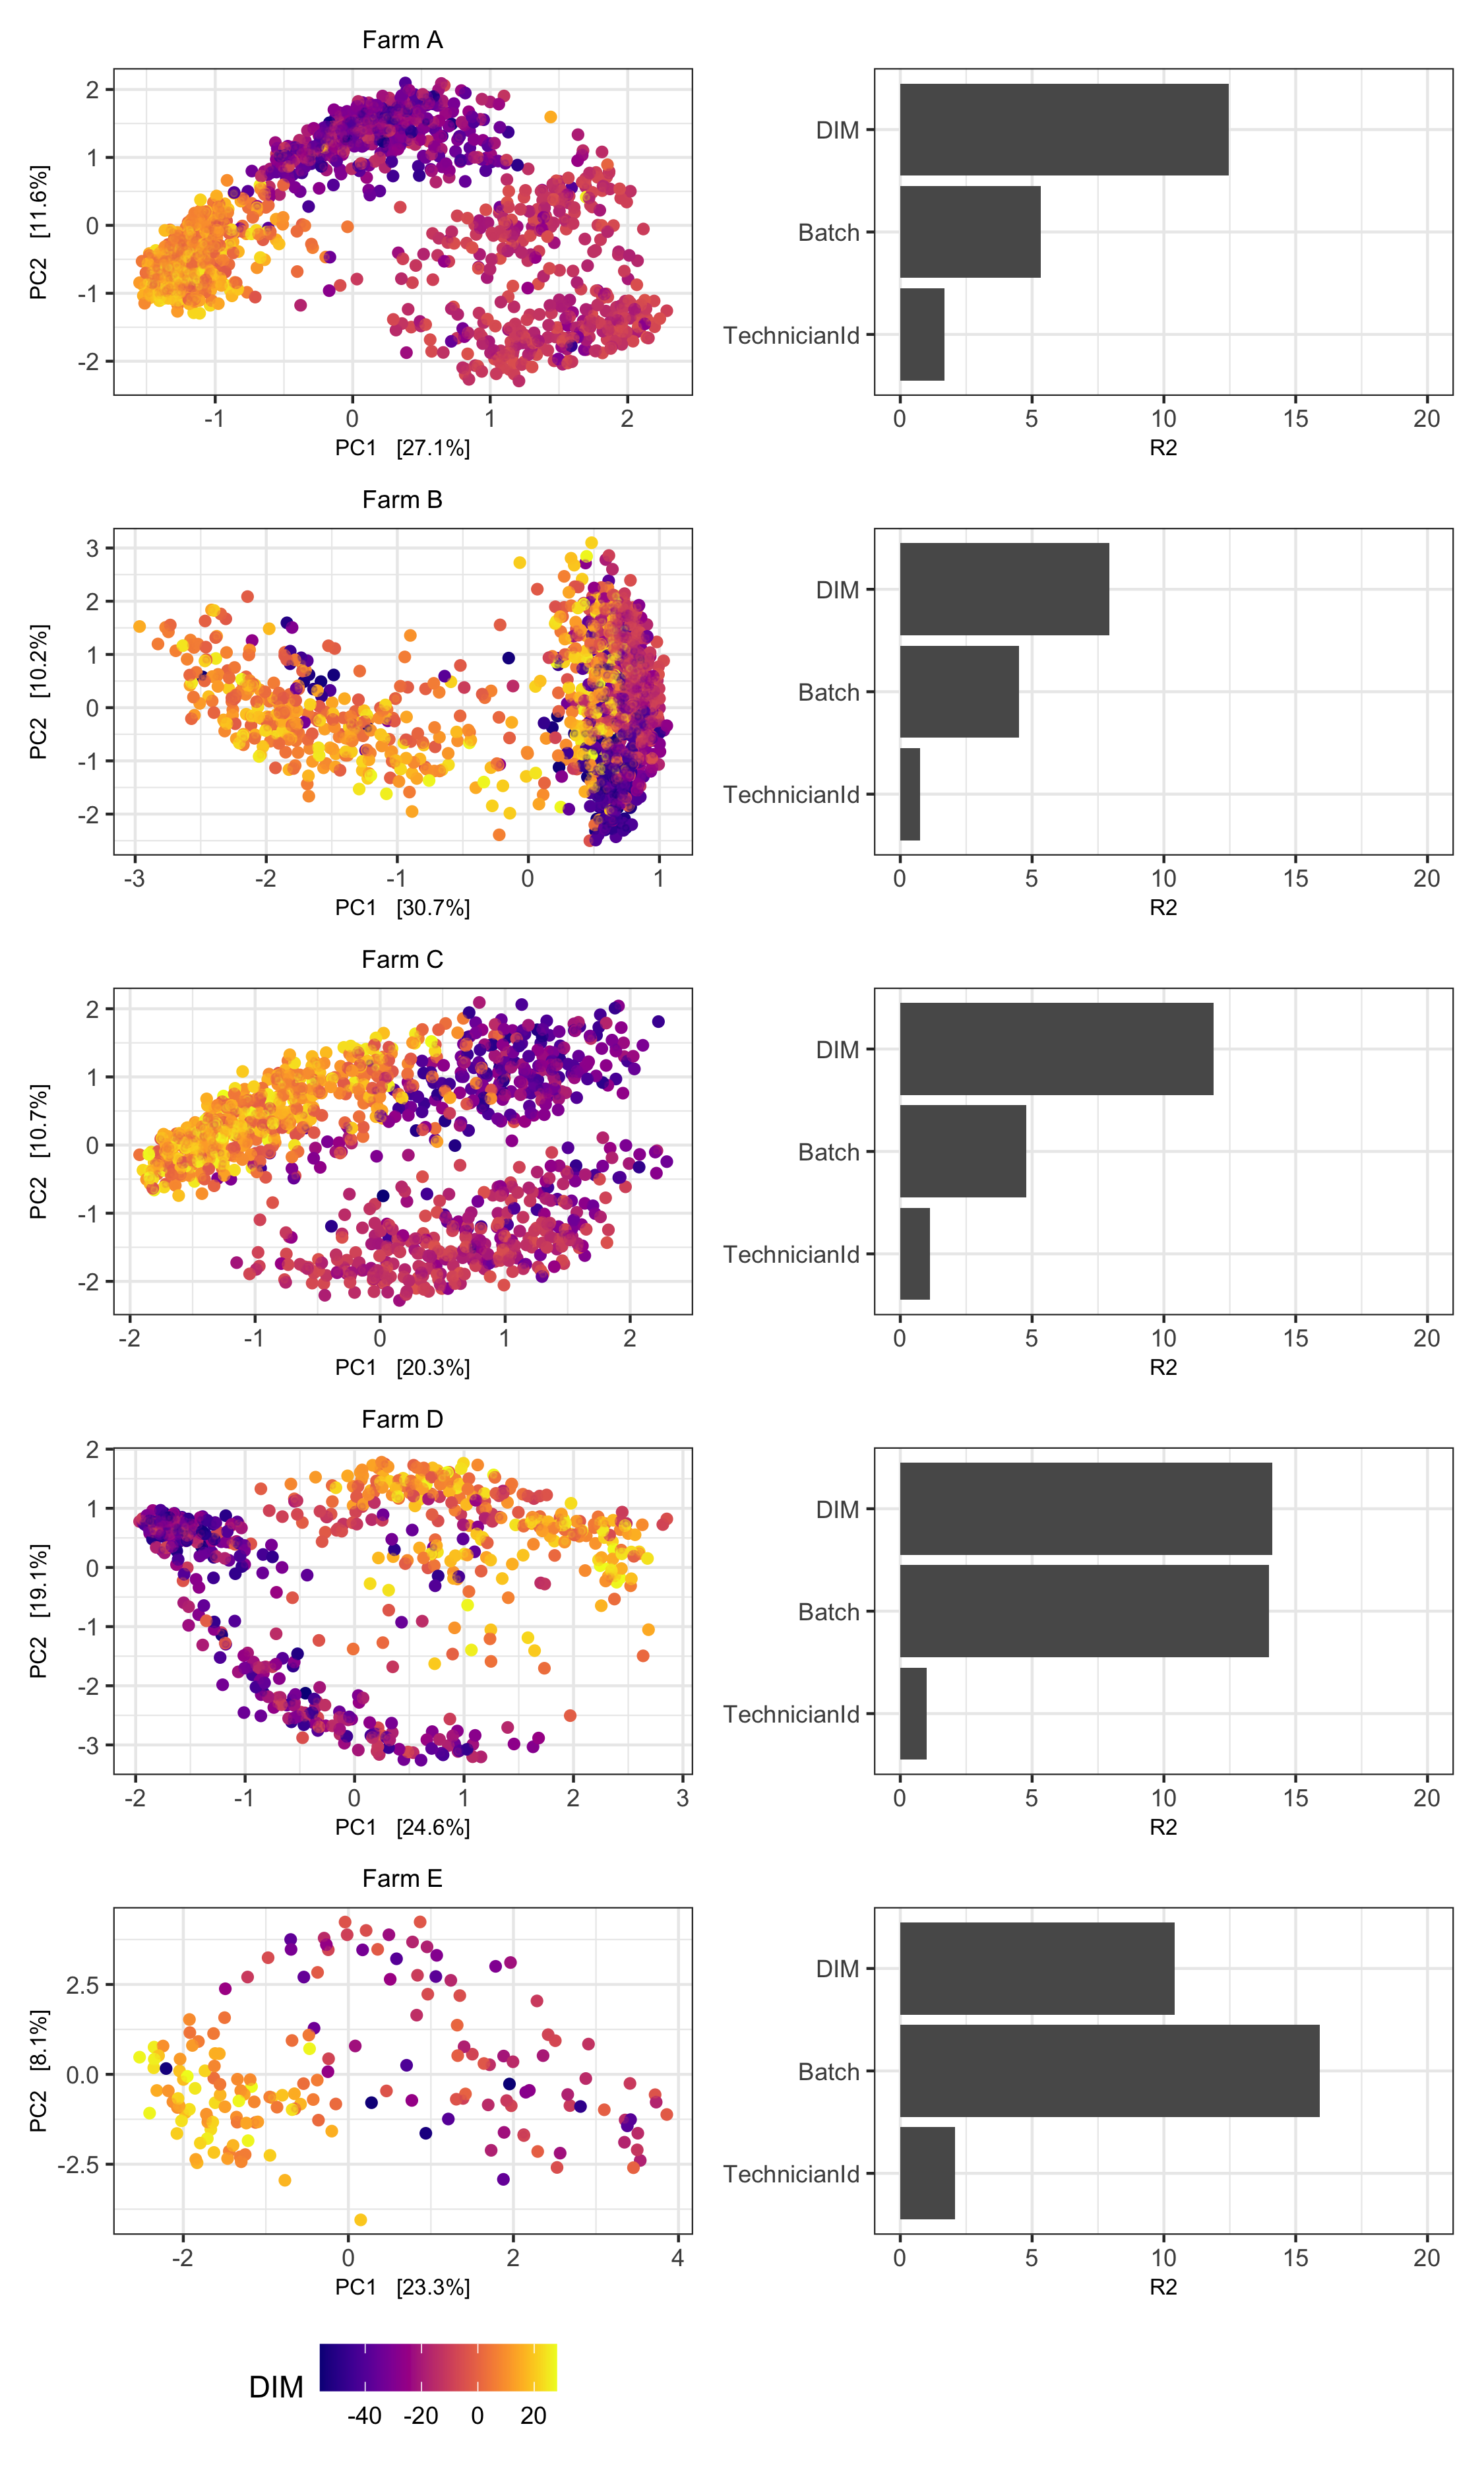 Farm A
PC2 [11.6%]
2
1
0
-1
-2
-1 0 1 2
PC1 [27.1%]
DIM
Batch
TechnicianId
0 5 10 15 20
R2
Farm B
PC2 [10.2%]
3
2
1
0
-1
-2
-3 -2 -1 0 1
PC1 [30.7%]
DIM
Batch
TechnicianId
0 5 10 15 20
R2
Farm C
PC2 [10.7%]
2
1
0
-1
-2
-2 -1 0 1 2
PC1 [20.3%]
DIM
Batch
TechnicianId
0 5 10 15 20
R2
Farm D
PC2 [19.1%]
2
1
0
-1
-2
-3
-2 -1 0 1 2 3
PC1 [24.6%]
DIM
Batch
TechnicianId
0 5 10 15 20
R2
Farm E
PC2 [8.1%]
2.5
0.0
-2.5
-2 0 2 4
PC1 [23.3%]
DIM
Batch
TechnicianId
0 5 10 15 20
R2
DIM
-40 -20 0 20